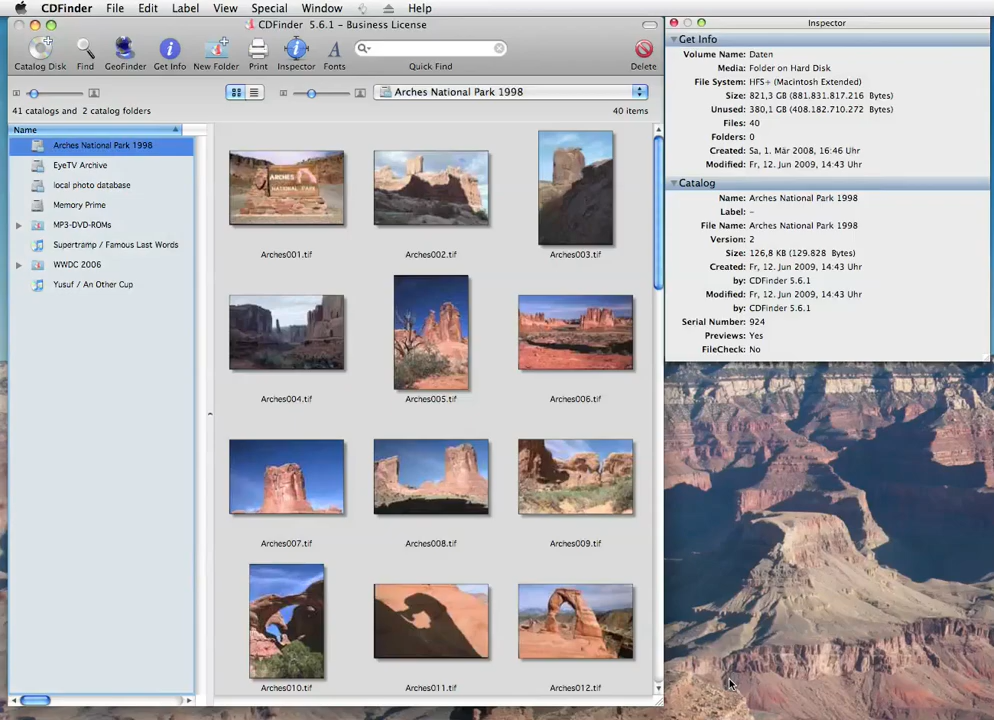 CDFinder File Edit Label View Special Window Help
CDFinder 5.6.1 – Business License
Catalog Disk Find GeoFinder Get Info New Folder Print Inspector Fonts Quick Find Delete
Arches National Park 1998
41 catalogs and 2 catalog folders 40 items
Name
Arches National Park 1998
EyeTV Archive
local photo database
Memory Prime
MP3-DVD-ROMs
Supertramp / Famous Last Words
WWDC 2006
Yusuf / An Other Cup
ARCHES
NATIONAL PARK
Arches001.tif Arches002.tif Arches003.tif
Arches004.tif Arches005.tif Arches006.tif
Arches007.tif Arches008.tif Arches009.tif
Arches010.tif Arches011.tif Arches012.tif
Inspector
Get Info
Volume Name: Daten
Media: Folder on Hard Disk
File System: HFS+ (Macintosh Extended)
Size: 821,3 GB (881.831.817.216 Bytes)
Unused: 380,1 GB (408.182.710.272 Bytes)
Files: 40
Folders: 0
Created: Sa, 1. Mär 2008, 16:46 Uhr
Modified: Fr, 12. Jun 2009, 14:43 Uhr
Catalog
Name: Arches National Park 1998
Label: –
File Name: Arches National Park 1998
Version: 2
Size: 126,8 KB (129.828 Bytes)
Created: Fr, 12. Jun 2009, 14:43 Uhr
by: CDFinder 5.6.1
Modified: Fr, 12. Jun 2009, 14:43 Uhr
by: CDFinder 5.6.1
Serial Number: 924
Previews: Yes
FileCheck: No